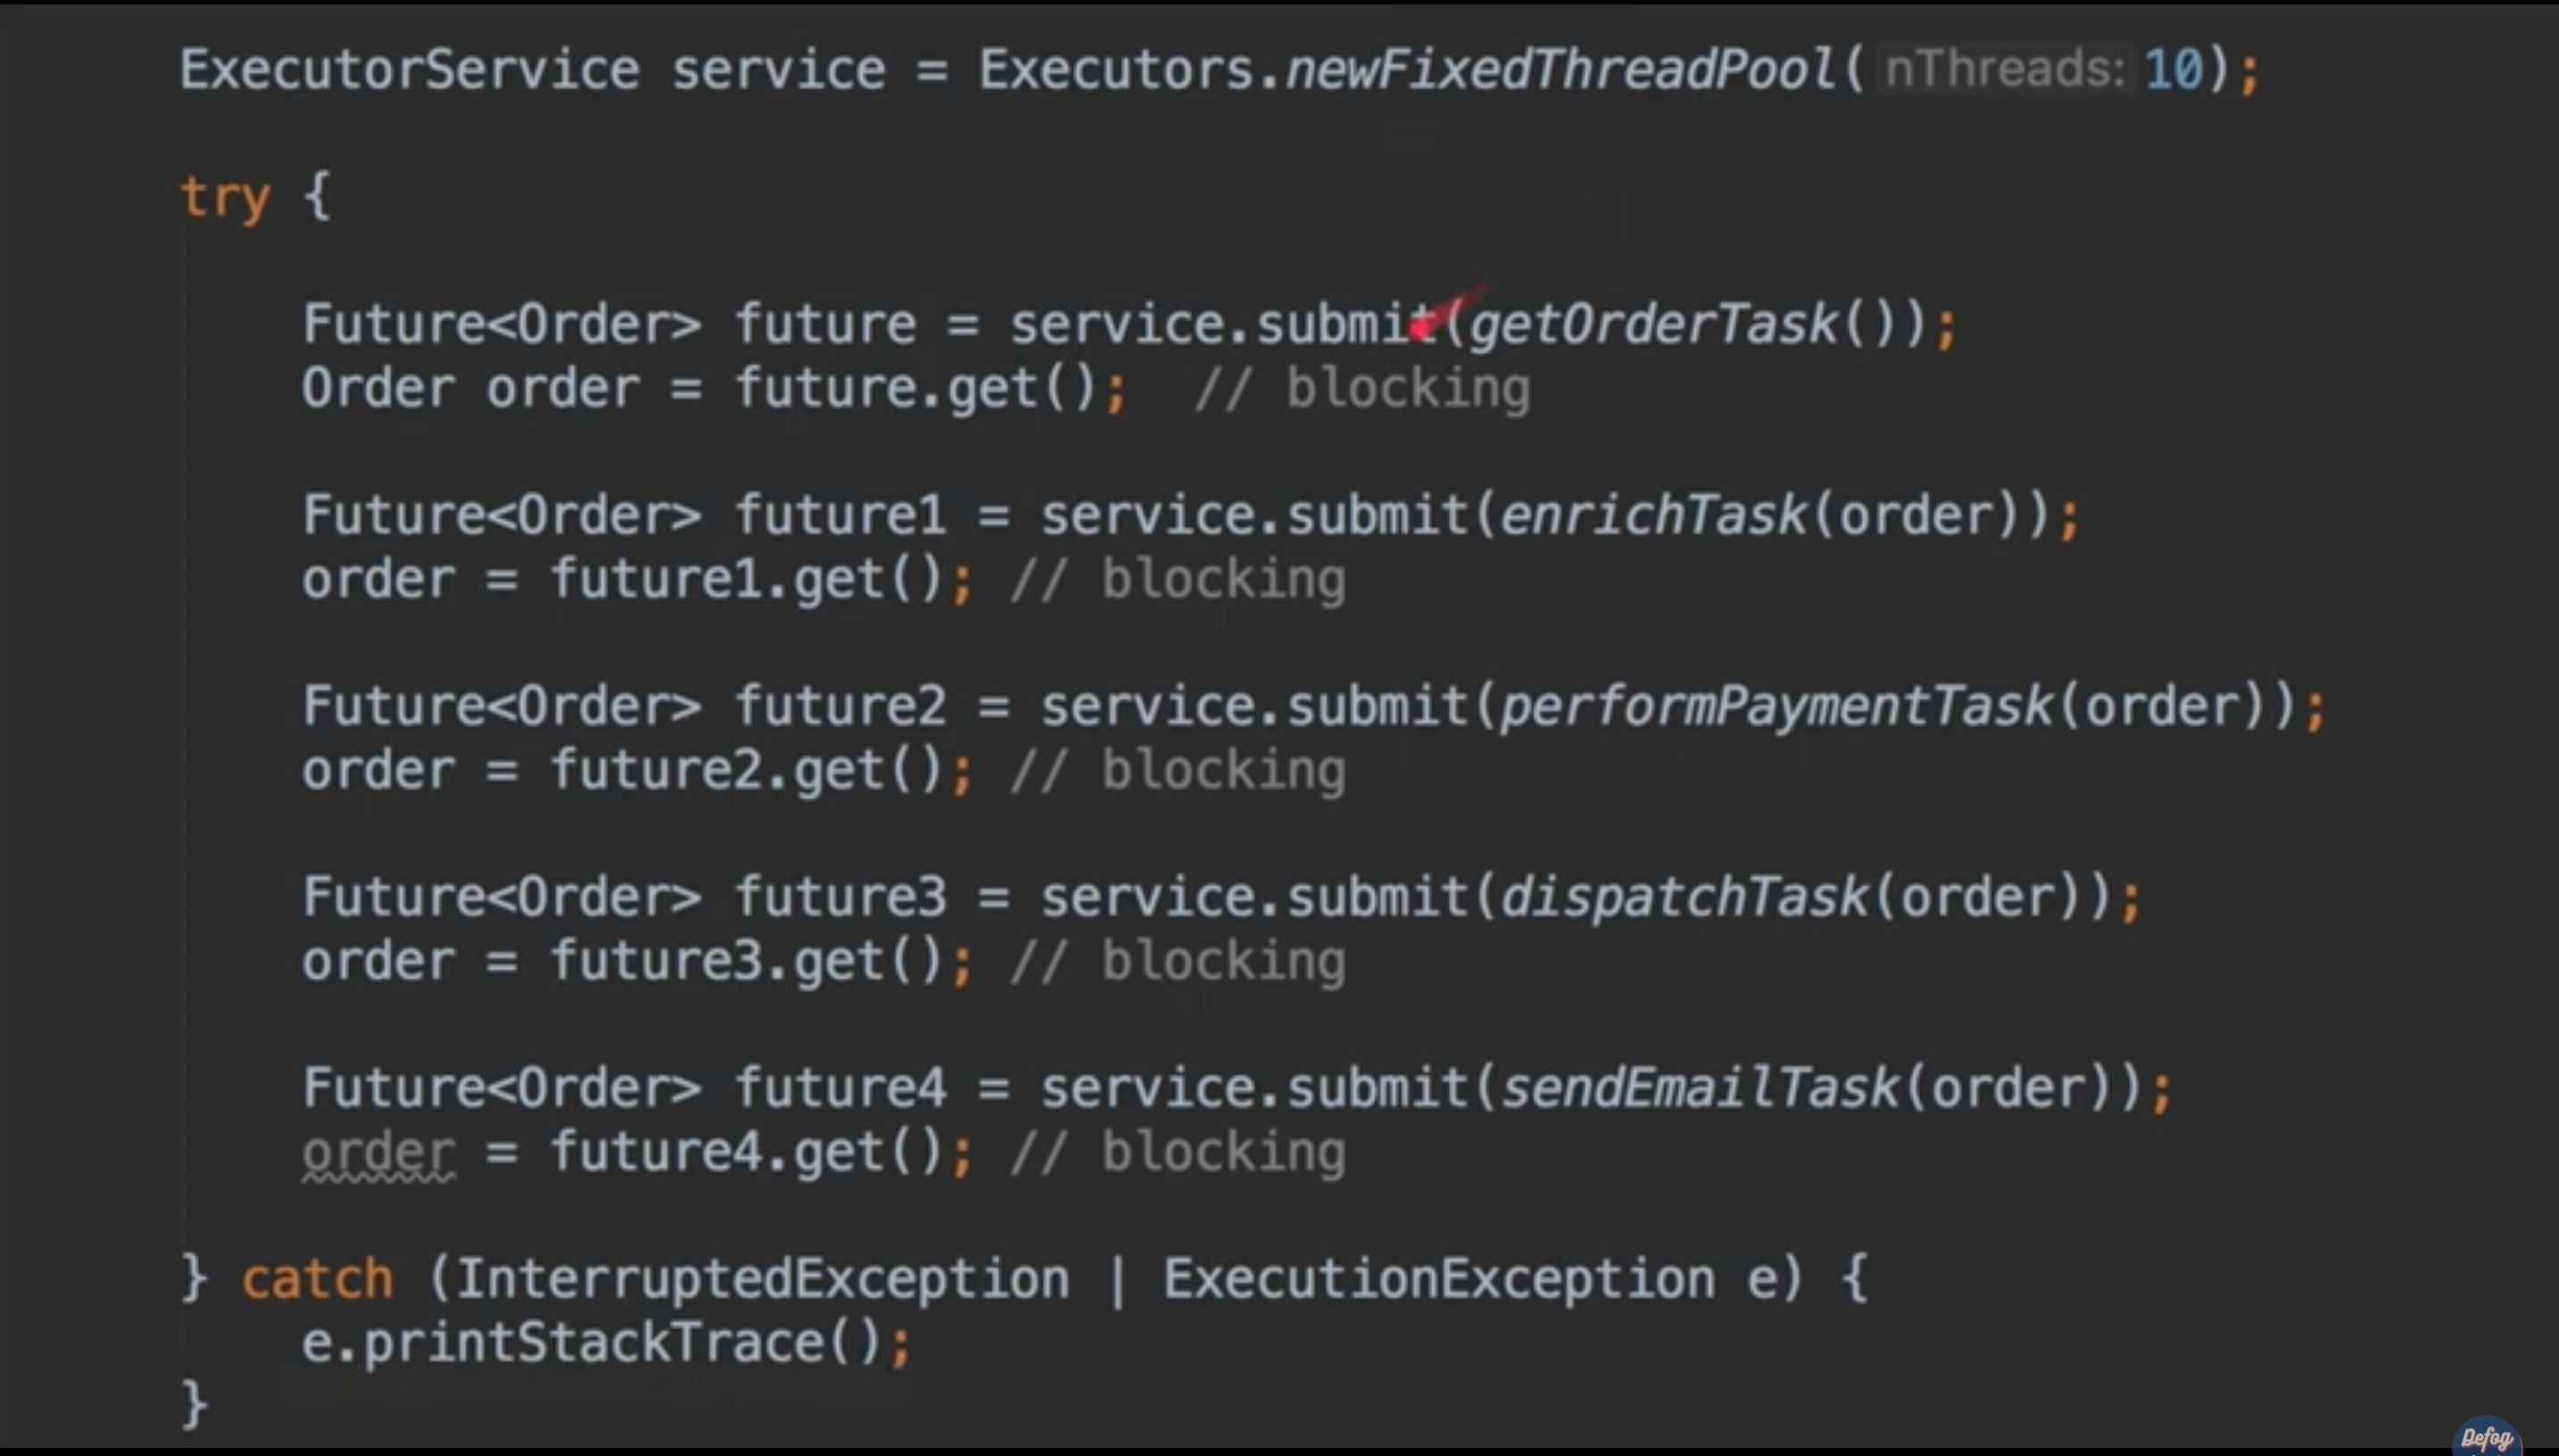 ExecutorService service = Executors.newFixedThreadPool( nThreads: 10);
try {
Future<Order> future = service.submit(getOrderTask());
Order order = future.get(); // blocking
Future<Order> future1 = service.submit(enrichTask(order));
order = future1.get(); // blocking
Future<Order> future2 = service.submit(performPaymentTask(order));
order = future2.get(); // blocking
Future<Order> future3 = service.submit(dispatchTask(order));
order = future3.get(); // blocking
Future<Order> future4 = service.submit(sendEmailTask(order));
order = future4.get(); // blocking
} catch (InterruptedException | ExecutionException e) {
e.printStackTrace();
}
Defog